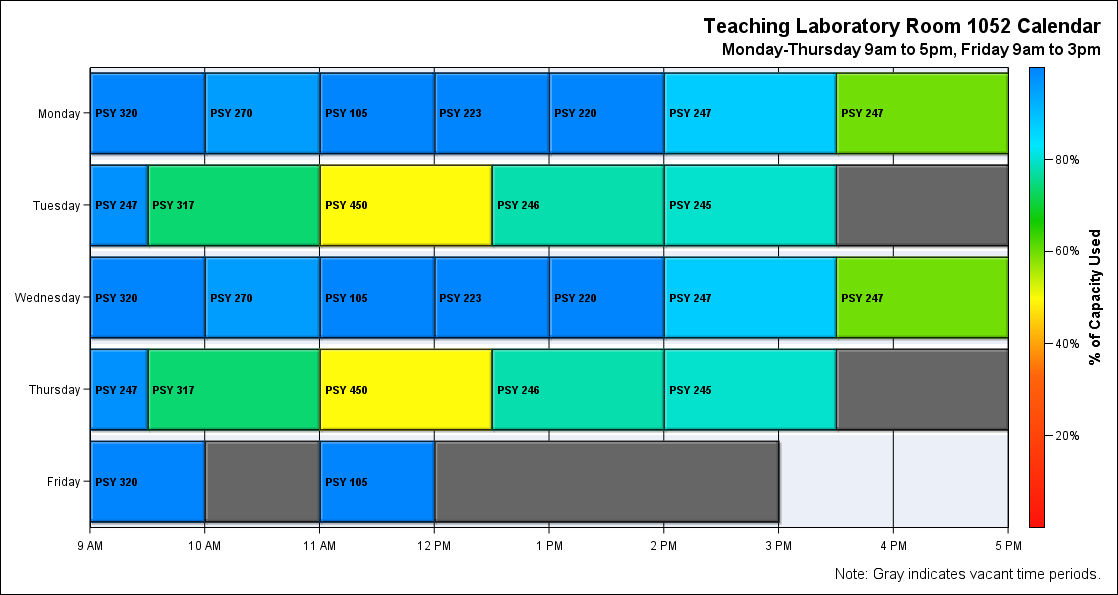 Teaching Laboratory Room 1052 Calendar
Monday-Thursday 9am to 5pm, Friday 9am to 3pm
Monday
PSY 320 PSY 270 PSY 105 PSY 223 PSY 220 PSY 247 PSY 247
Tuesday
PSY 247 PSY 317 PSY 450 PSY 246 PSY 245
Wednesday
PSY 320 PSY 270 PSY 105 PSY 223 PSY 220 PSY 247 PSY 247
Thursday
PSY 247 PSY 317 PSY 450 PSY 246 PSY 245
Friday
PSY 320 PSY 105
9 AM 10 AM 11 AM 12 PM 1 PM 2 PM 3 PM 4 PM 5 PM
80%
60%
40%
20%
% of Capacity Used
Note: Gray indicates vacant time periods.